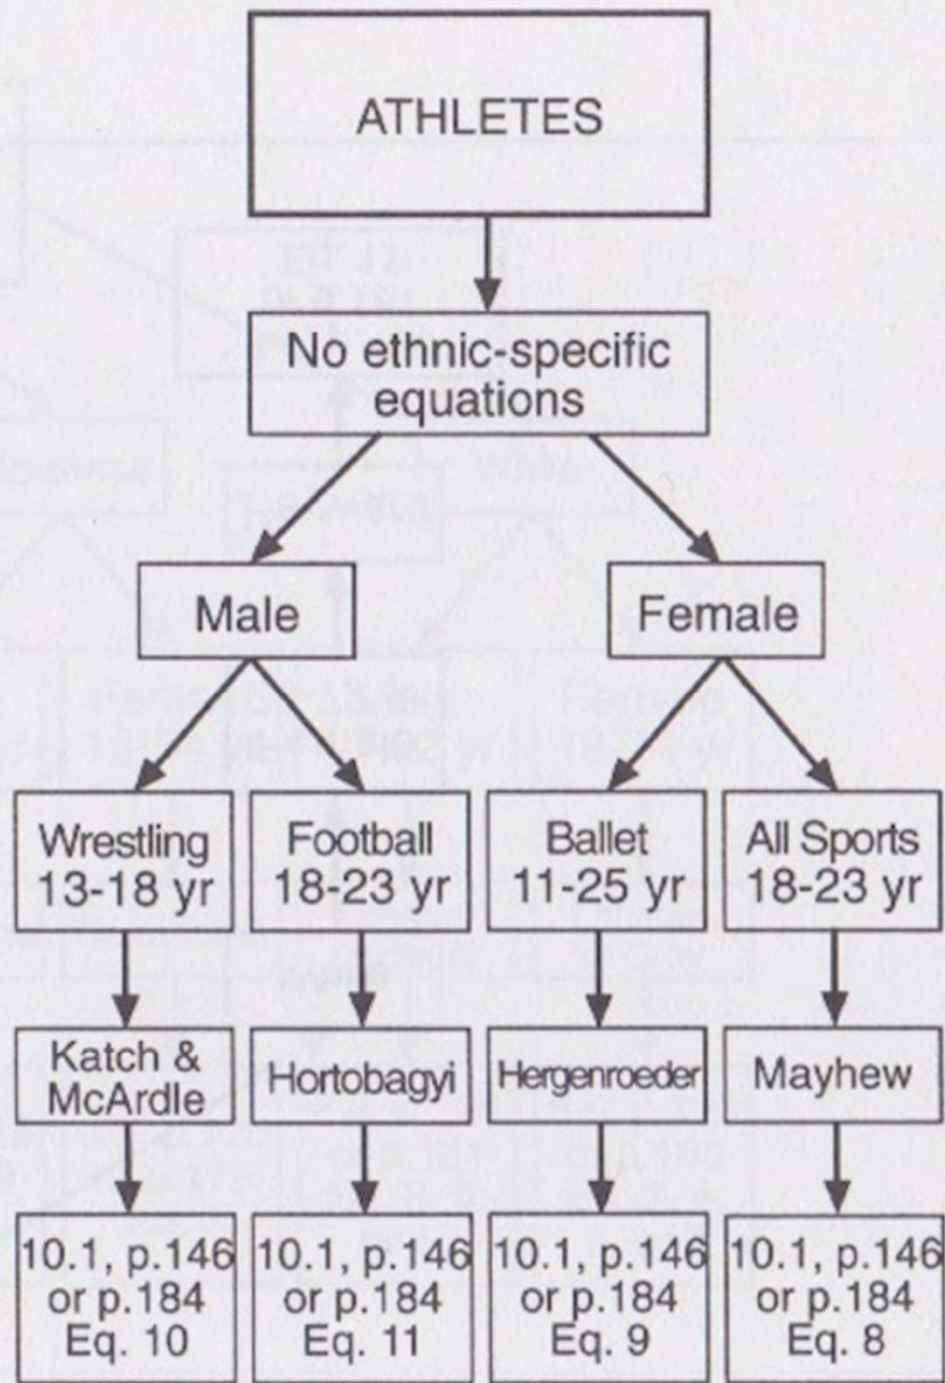 ATHLETES
No ethnic-specific
equations
Male
Female
Wrestling
13-18 yr
Football
18-23 yr
Ballet
11-25 yr
All Sports
18-23 yr
Katch &
McArdle
Hortobagyi
Hergenroeder
Mayhew
10.1, p.146
or p.184
Eq. 10
10.1, p.146
or p.184
Eq. 11
10.1, p.146
or p.184
Eq. 9
10.1, p.146
or p.184
Eq. 8